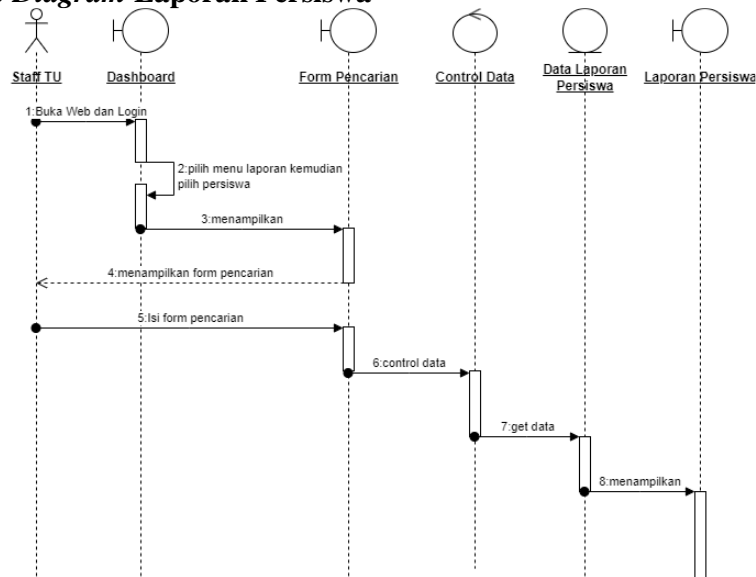 Diagram Laporan Persiswa
Staff TU
Dashboard
Form Pencarian
Control Data
Data Laporan
Persiswa
Laporan Persiswa
1:Buka Web dan Login
2:pilih menu laporan kemudian
pilih persiswa
3:menampilkan
4:menampilkan form pencarian
5:Isi form pencarian
6:control data
7:get data
8:menampilkan